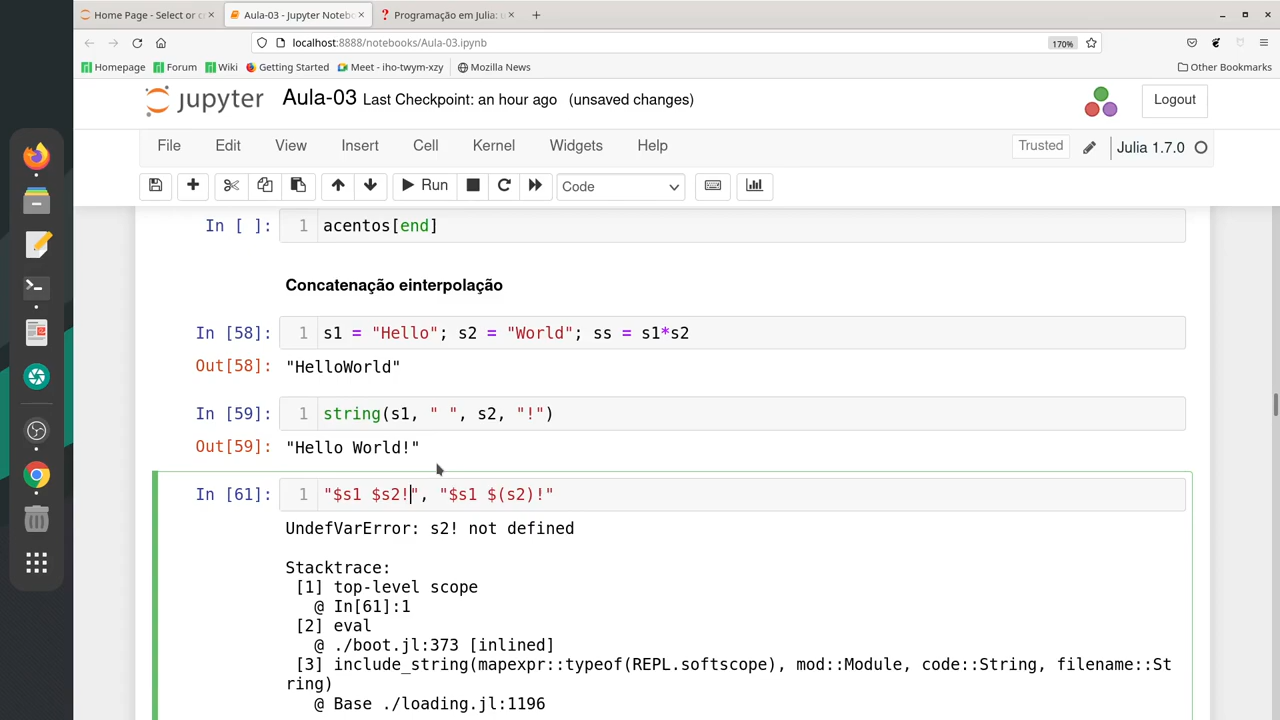 Home Page - Select or c
Aula-03 - Jupyter Noteb
Programação em Julia: u
localhost:8888/notebooks/Aula-03.ipynb
170%
Homepage
Forum
Wiki
Getting Started
Meet - iho-twym-xzy
Mozilla News
Other Bookmarks
jupyter
Aula-03
Last Checkpoint: an hour ago
(unsaved changes)
Logout
File
Edit
View
Insert
Cell
Kernel
Widgets
Help
Trusted
Julia 1.7.0
Run
Code
In [ ]:
1
acentos[end]
Concatenação einterpolação
In [58]:
1
s1 = "Hello"; s2 = "World"; ss = s1*s2
Out[58]:
"HelloWorld"
In [59]:
1
string(s1, " ", s2, "!")
Out[59]:
"Hello World!"
In [61]:
1
"$s1 $s2!", "$s1 $(s2)!"
UndefVarError: s2! not defined
Stacktrace:
[1] top-level scope
@ In[61]:1
[2] eval
@ ./boot.jl:373 [inlined]
[3] include_string(mapexpr::typeof(REPL.softscope), mod::Module, code::String, filename::St
ring)
@ Base ./loading.jl:1196